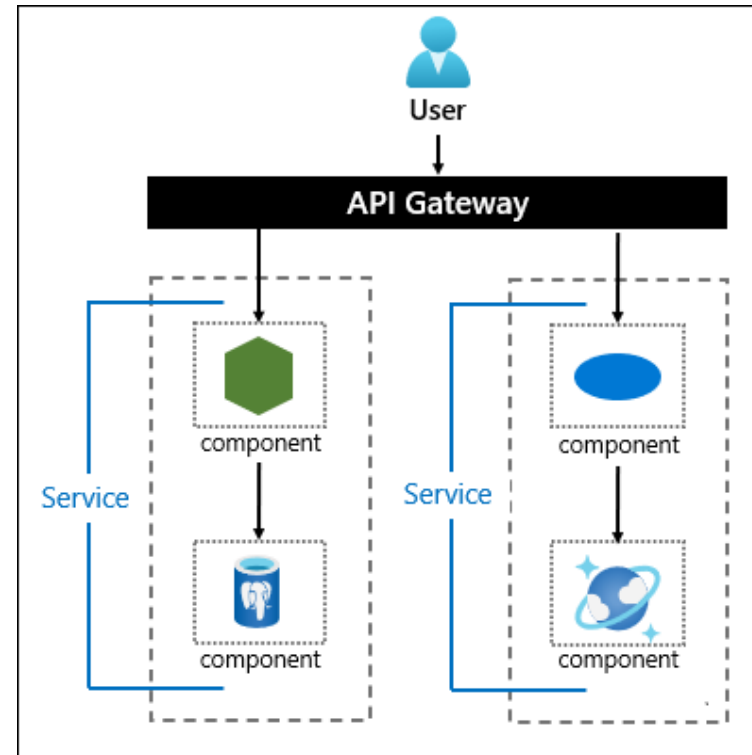 User
API Gateway
component
component
Service
Service
component
component